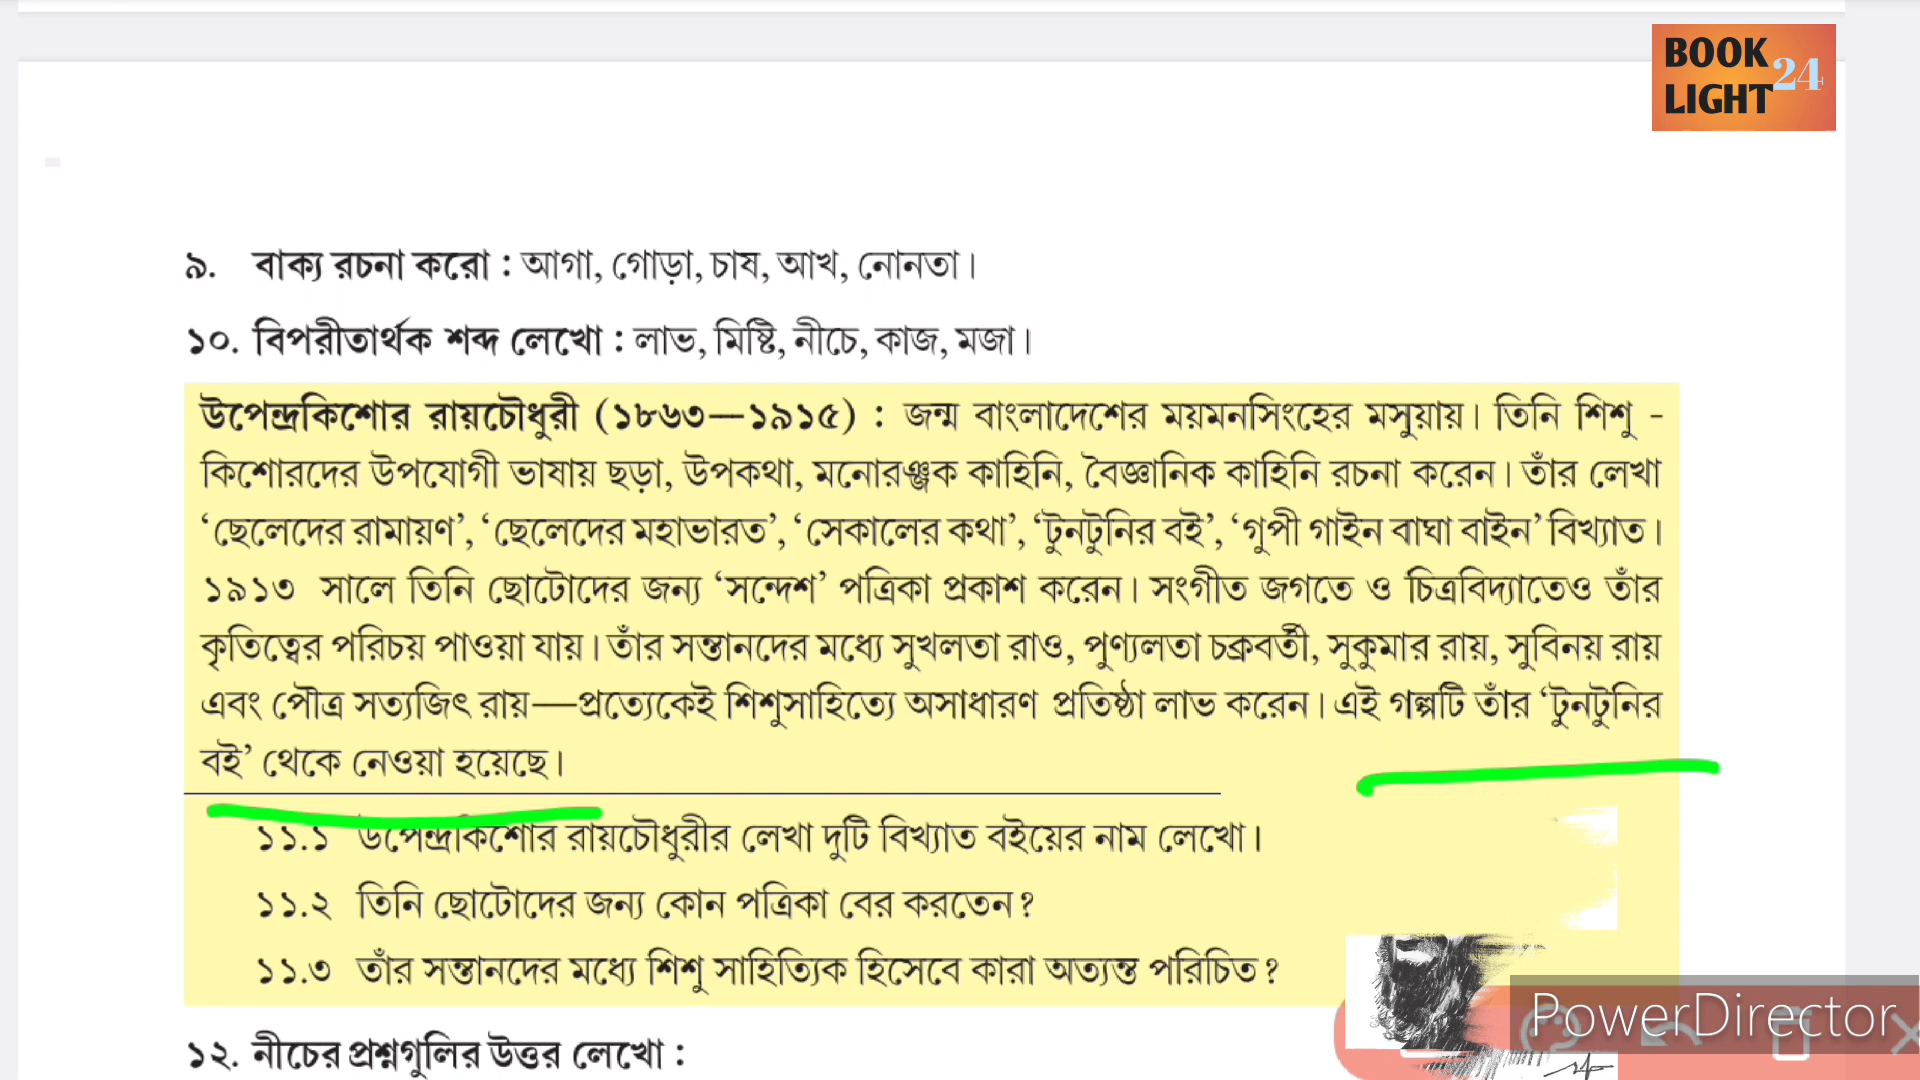 BOOK
LIGHT 24
৯. বাক্য রচনা করো : আগা, গোড়া, চাষ, আখ, নোনতা।
১০. বিপরীতার্থক শব্দ লেখো : লাভ, মিষ্টি, নীচে, কাজ, মজা।
উপেন্দ্রকিশোর রায়চৌধুরী (১৮৬৩—১৯১৫) : জন্ম বাংলাদেশের ময়মনসিংহের মসুয়ায়। তিনি শিশু -
কিশোরদের উপযোগী ভাষায় ছড়া, উপকথা, মনোরঞ্জক কাহিনি, বৈজ্ঞানিক কাহিনি রচনা করেন। তাঁর লেখা
‘ছেলেদের রামায়ণ’, ‘ছেলেদের মহাভারত’, ‘সেকালের কথা’, ‘টুনটুনির বই’, ‘গুপী গাইন বাঘা বাইন’ বিখ্যাত।
১৯১৩ সালে তিনি ছোটোদের জন্য ‘সন্দেশ’ পত্রিকা প্রকাশ করেন। সংগীত জগতে ও চিত্রবিদ্যাতেও তাঁর
কৃতিত্বের পরিচয় পাওয়া যায়। তাঁর সন্তানদের মধ্যে সুখলতা রাও, পুণ্যলতা চক্রবর্তী, সুকুমার রায়, সুবিনয় রায়
এবং পৌত্র সত্যজিৎ রায়—প্রত্যেকেই শিশুসাহিত্যে অসাধারণ প্রতিষ্ঠা লাভ করেন। এই গল্পটি তাঁর ‘টুনটুনির
বই’ থেকে নেওয়া হয়েছে।
১১.১ উপেন্দ্রকিশোর রায়চৌধুরীর লেখা দুটি বিখ্যাত বইয়ের নাম লেখো।
১১.২ তিনি ছোটোদের জন্য কোন পত্রিকা বের করতেন?
১১.৩ তাঁর সন্তানদের মধ্যে শিশু সাহিত্যিক হিসেবে কারা অত্যন্ত পরিচিত?
PowerDirector
১২. নীচের প্রশ্নগুলির উত্তর লেখো :